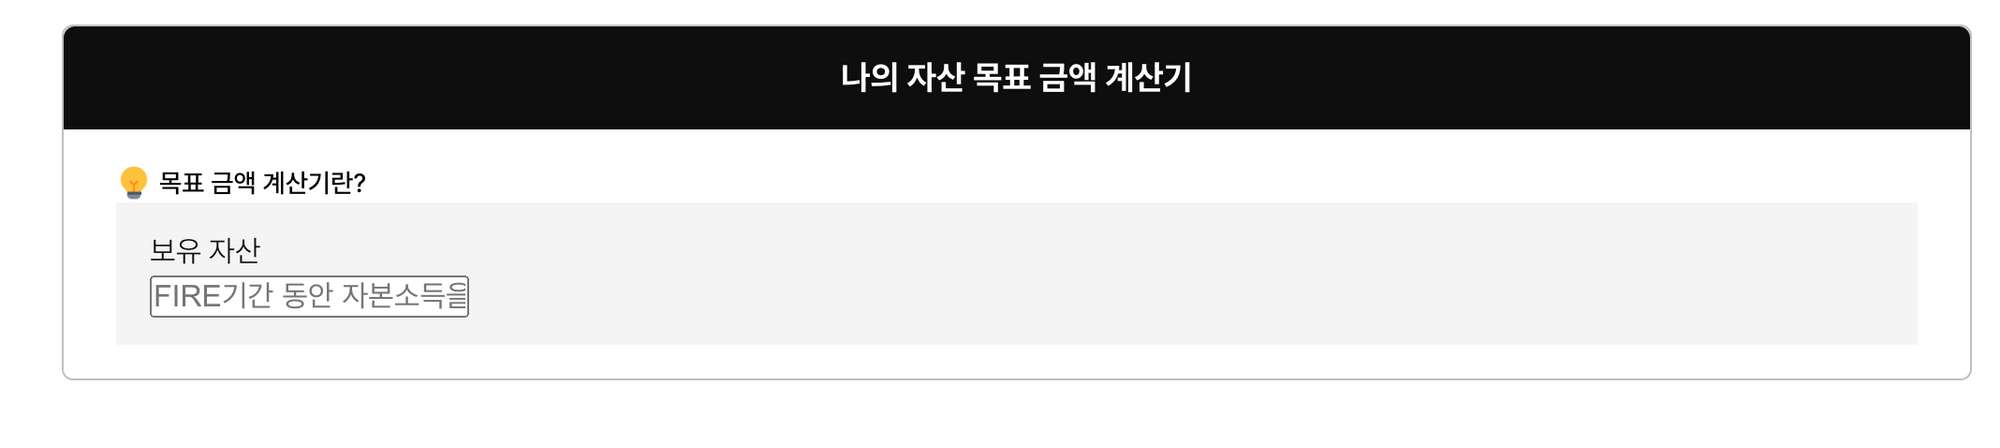 나의 자산 목표 금액 계산기
목표 금액 계산기란?
보유 자산
FIRE기간 동안 자본소득을